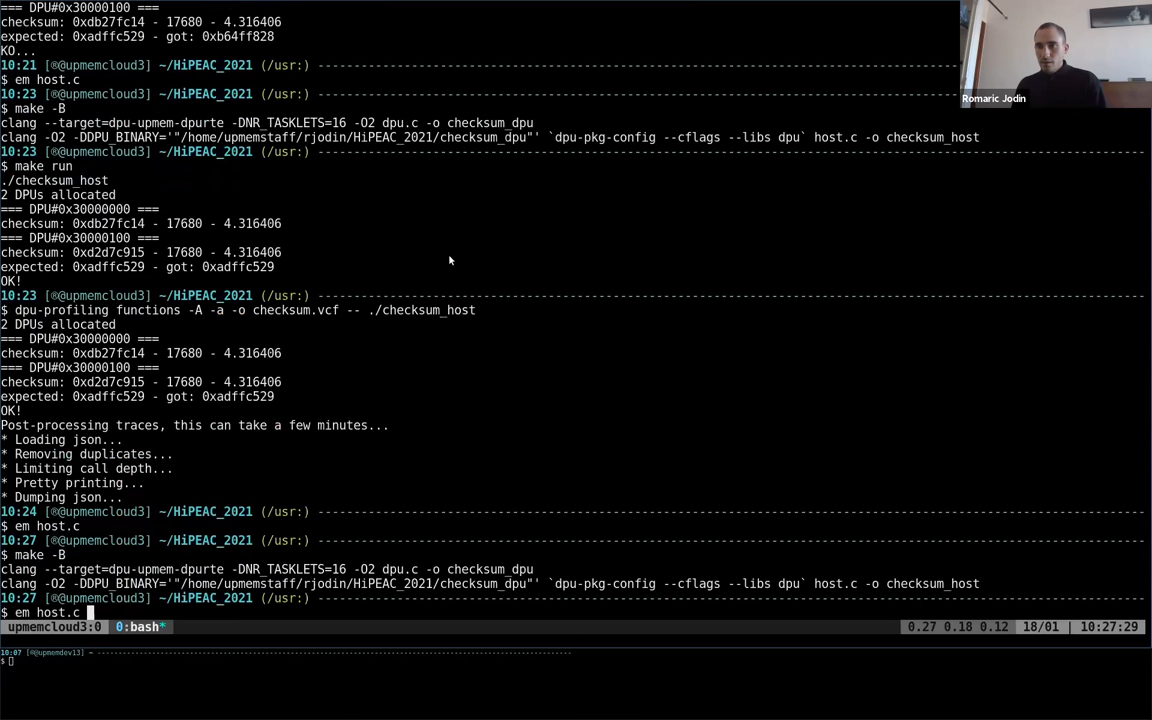 === DPU#0x30000100 ===
checksum: 0xdb27fc14 - 17680 - 4.316406
expected: 0xadffc529 - got: 0xb64ff828
KO...
10:21 [®@upmemcloud3] ~/HiPEAC_2021 (/usr:) ------------------------------------------------------------------------------------------
$ em host.c
10:23 [®@upmemcloud3] ~/HiPEAC_2021 (/usr:) ------------------------------------------------------------------------------------------
$ make -B
clang --target=dpu-upmem-dpurte -DNR_TASKLETS=16 -O2 dpu.c -o checksum_dpu
clang -O2 -DDPU_BINARY='"/home/upmemstaff/rjodin/HiPEAC_2021/checksum_dpu"' `dpu-pkg-config --cflags --libs dpu` host.c -o checksum_host
10:23 [®@upmemcloud3] ~/HiPEAC_2021 (/usr:) --------------------------------------------------------------------------------------------------------------------
$ make run
./checksum_host
2 DPUs allocated
=== DPU#0x30000000 ===
checksum: 0xdb27fc14 - 17680 - 4.316406
=== DPU#0x30000100 ===
checksum: 0xd2d7c915 - 17680 - 4.316406
expected: 0xadffc529 - got: 0xadffc529
OK!
10:23 [®@upmemcloud3] ~/HiPEAC_2021 (/usr:) --------------------------------------------------------------------------------------------------------------------
$ dpu-profiling functions -A -a -o checksum.vcf -- ./checksum_host
2 DPUs allocated
=== DPU#0x30000000 ===
checksum: 0xdb27fc14 - 17680 - 4.316406
=== DPU#0x30000100 ===
checksum: 0xd2d7c915 - 17680 - 4.316406
expected: 0xadffc529 - got: 0xadffc529
OK!
Post-processing traces, this can take a few minutes...
* Loading json...
* Removing duplicates...
* Limiting call depth...
* Pretty printing...
* Dumping json...
10:24 [®@upmemcloud3] ~/HiPEAC_2021 (/usr:) --------------------------------------------------------------------------------------------------------------------
$ em host.c
10:27 [®@upmemcloud3] ~/HiPEAC_2021 (/usr:) --------------------------------------------------------------------------------------------------------------------
$ make -B
clang --target=dpu-upmem-dpurte -DNR_TASKLETS=16 -O2 dpu.c -o checksum_dpu
clang -O2 -DDPU_BINARY='"/home/upmemstaff/rjodin/HiPEAC_2021/checksum_dpu"' `dpu-pkg-config --cflags --libs dpu` host.c -o checksum_host
10:27 [®@upmemcloud3] ~/HiPEAC_2021 (/usr:) --------------------------------------------------------------------------------------------------------------------
$ em host.c
upmemcloud3:0 0:bash* 0.27 0.18 0.12 18/01 10:27:29
10:07 [®@upmemdev13] ~ --------------------------------------------------------------------------------------------------------------------
$
Romaric Jodin